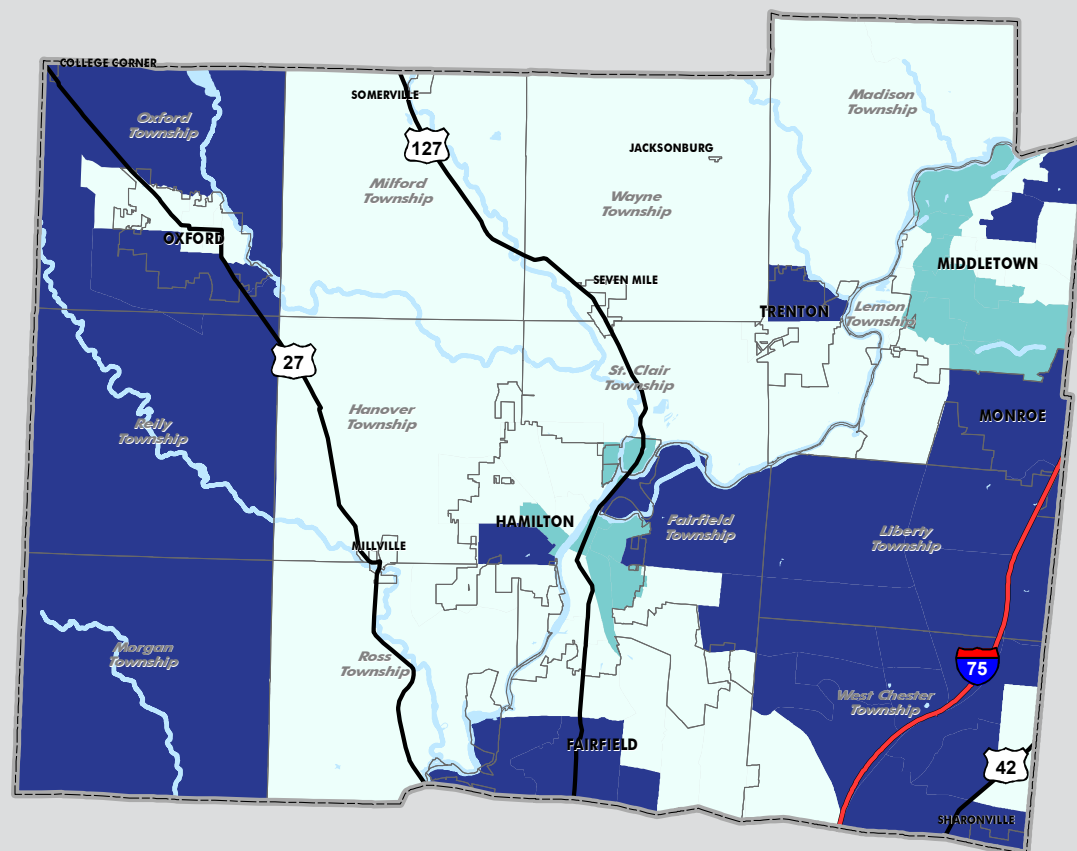 COLLEGE CORNER
SOMERVILLE
Madison
Township
Oxford
Township
127
JACKSONBURG
Milford
Township
Wayne
Township
OXFORD
MIDDLETOWN
SEVEN MILE
TRENTON
Lemon
Township
27
St. Clair
Township
Hanover
Township
MONROE
Reily
Township
HAMILTON
Fairfield
Township
Liberty
Township
MILLVILLE
Morgan
Township
Ross
Township
75
West Chester
Township
FAIRFIELD
42
SHARONVILLE